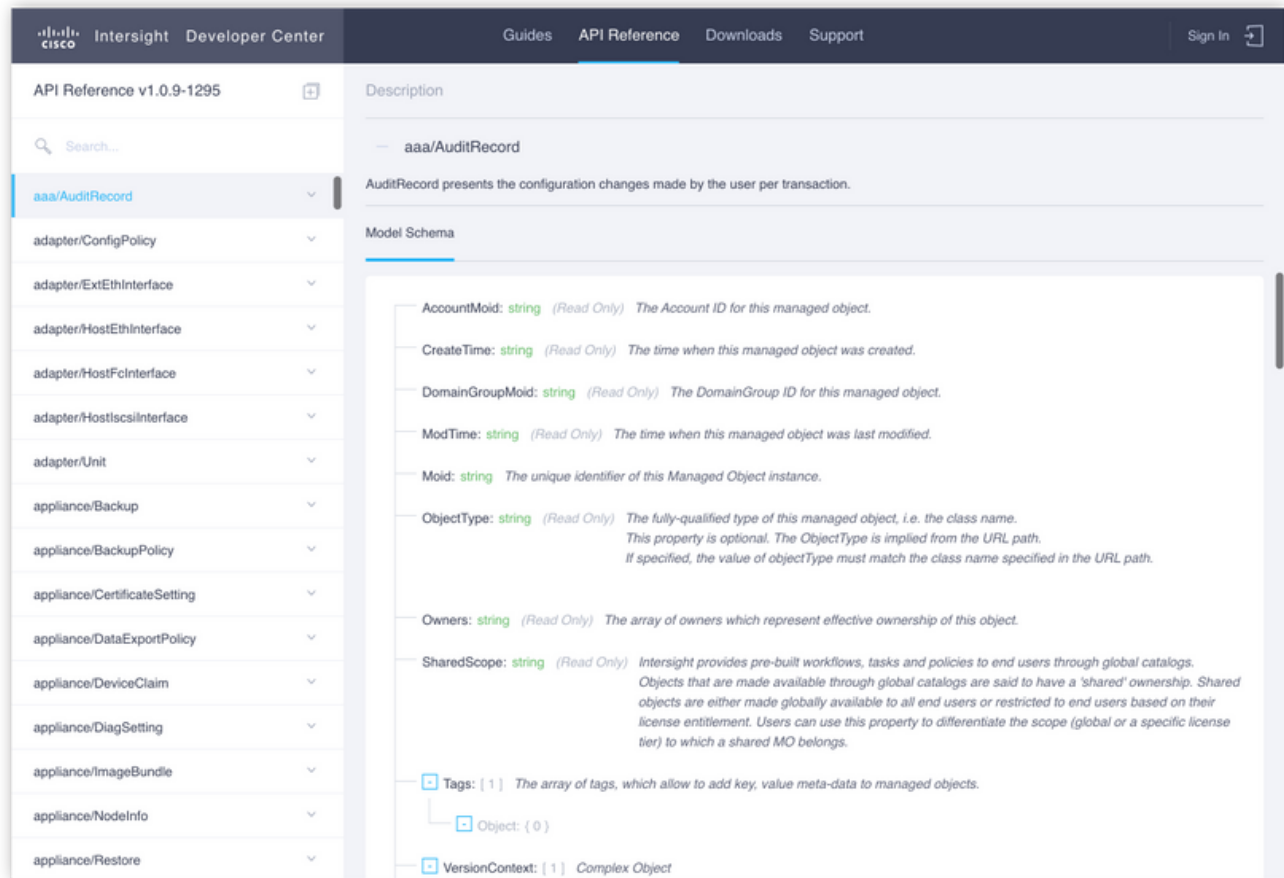 cisco Intersight Developer Center
Guides API Reference Downloads Support
Sign In
API Reference v1.0.9-1295
Search...
aaa/AuditRecord
adapter/ConfigPolicy
adapter/ExtEthInterface
adapter/HostEthInterface
adapter/HostFcInterface
adapter/HostIscsiInterface
adapter/Unit
appliance/Backup
appliance/BackupPolicy
appliance/CertificateSetting
appliance/DataExportPolicy
appliance/DeviceClaim
appliance/DiagSetting
appliance/ImageBundle
appliance/NodeInfo
appliance/Restore
Description
aaa/AuditRecord
AuditRecord presents the configuration changes made by the user per transaction.
Model Schema
AccountMoid: string (Read Only) The Account ID for this managed object.
CreateTime: string (Read Only) The time when this managed object was created.
DomainGroupMoid: string (Read Only) The DomainGroup ID for this managed object.
ModTime: string (Read Only) The time when this managed object was last modified.
Moid: string The unique identifier of this Managed Object instance.
ObjectType: string (Read Only) The fully-qualified type of this managed object, i.e. the class name.
This property is optional. The ObjectType is implied from the URL path.
If specified, the value of objectType must match the class name specified in the URL path.
Owners: string (Read Only) The array of owners which represent effective ownership of this object.
SharedScope: string (Read Only) Intersight provides pre-built workflows, tasks and policies to end users through global catalogs.
Objects that are made available through global catalogs are said to have a 'shared' ownership. Shared
objects are either made globally available to all end users or restricted to end users based on their
license entitlement. Users can use this property to differentiate the scope (global or a specific license
tier) to which a shared MO belongs.
Tags: [ 1 ] The array of tags, which allow to add key, value meta-data to managed objects.
Object: { 0 }
VersionContext: [ 1 ] Complex Object